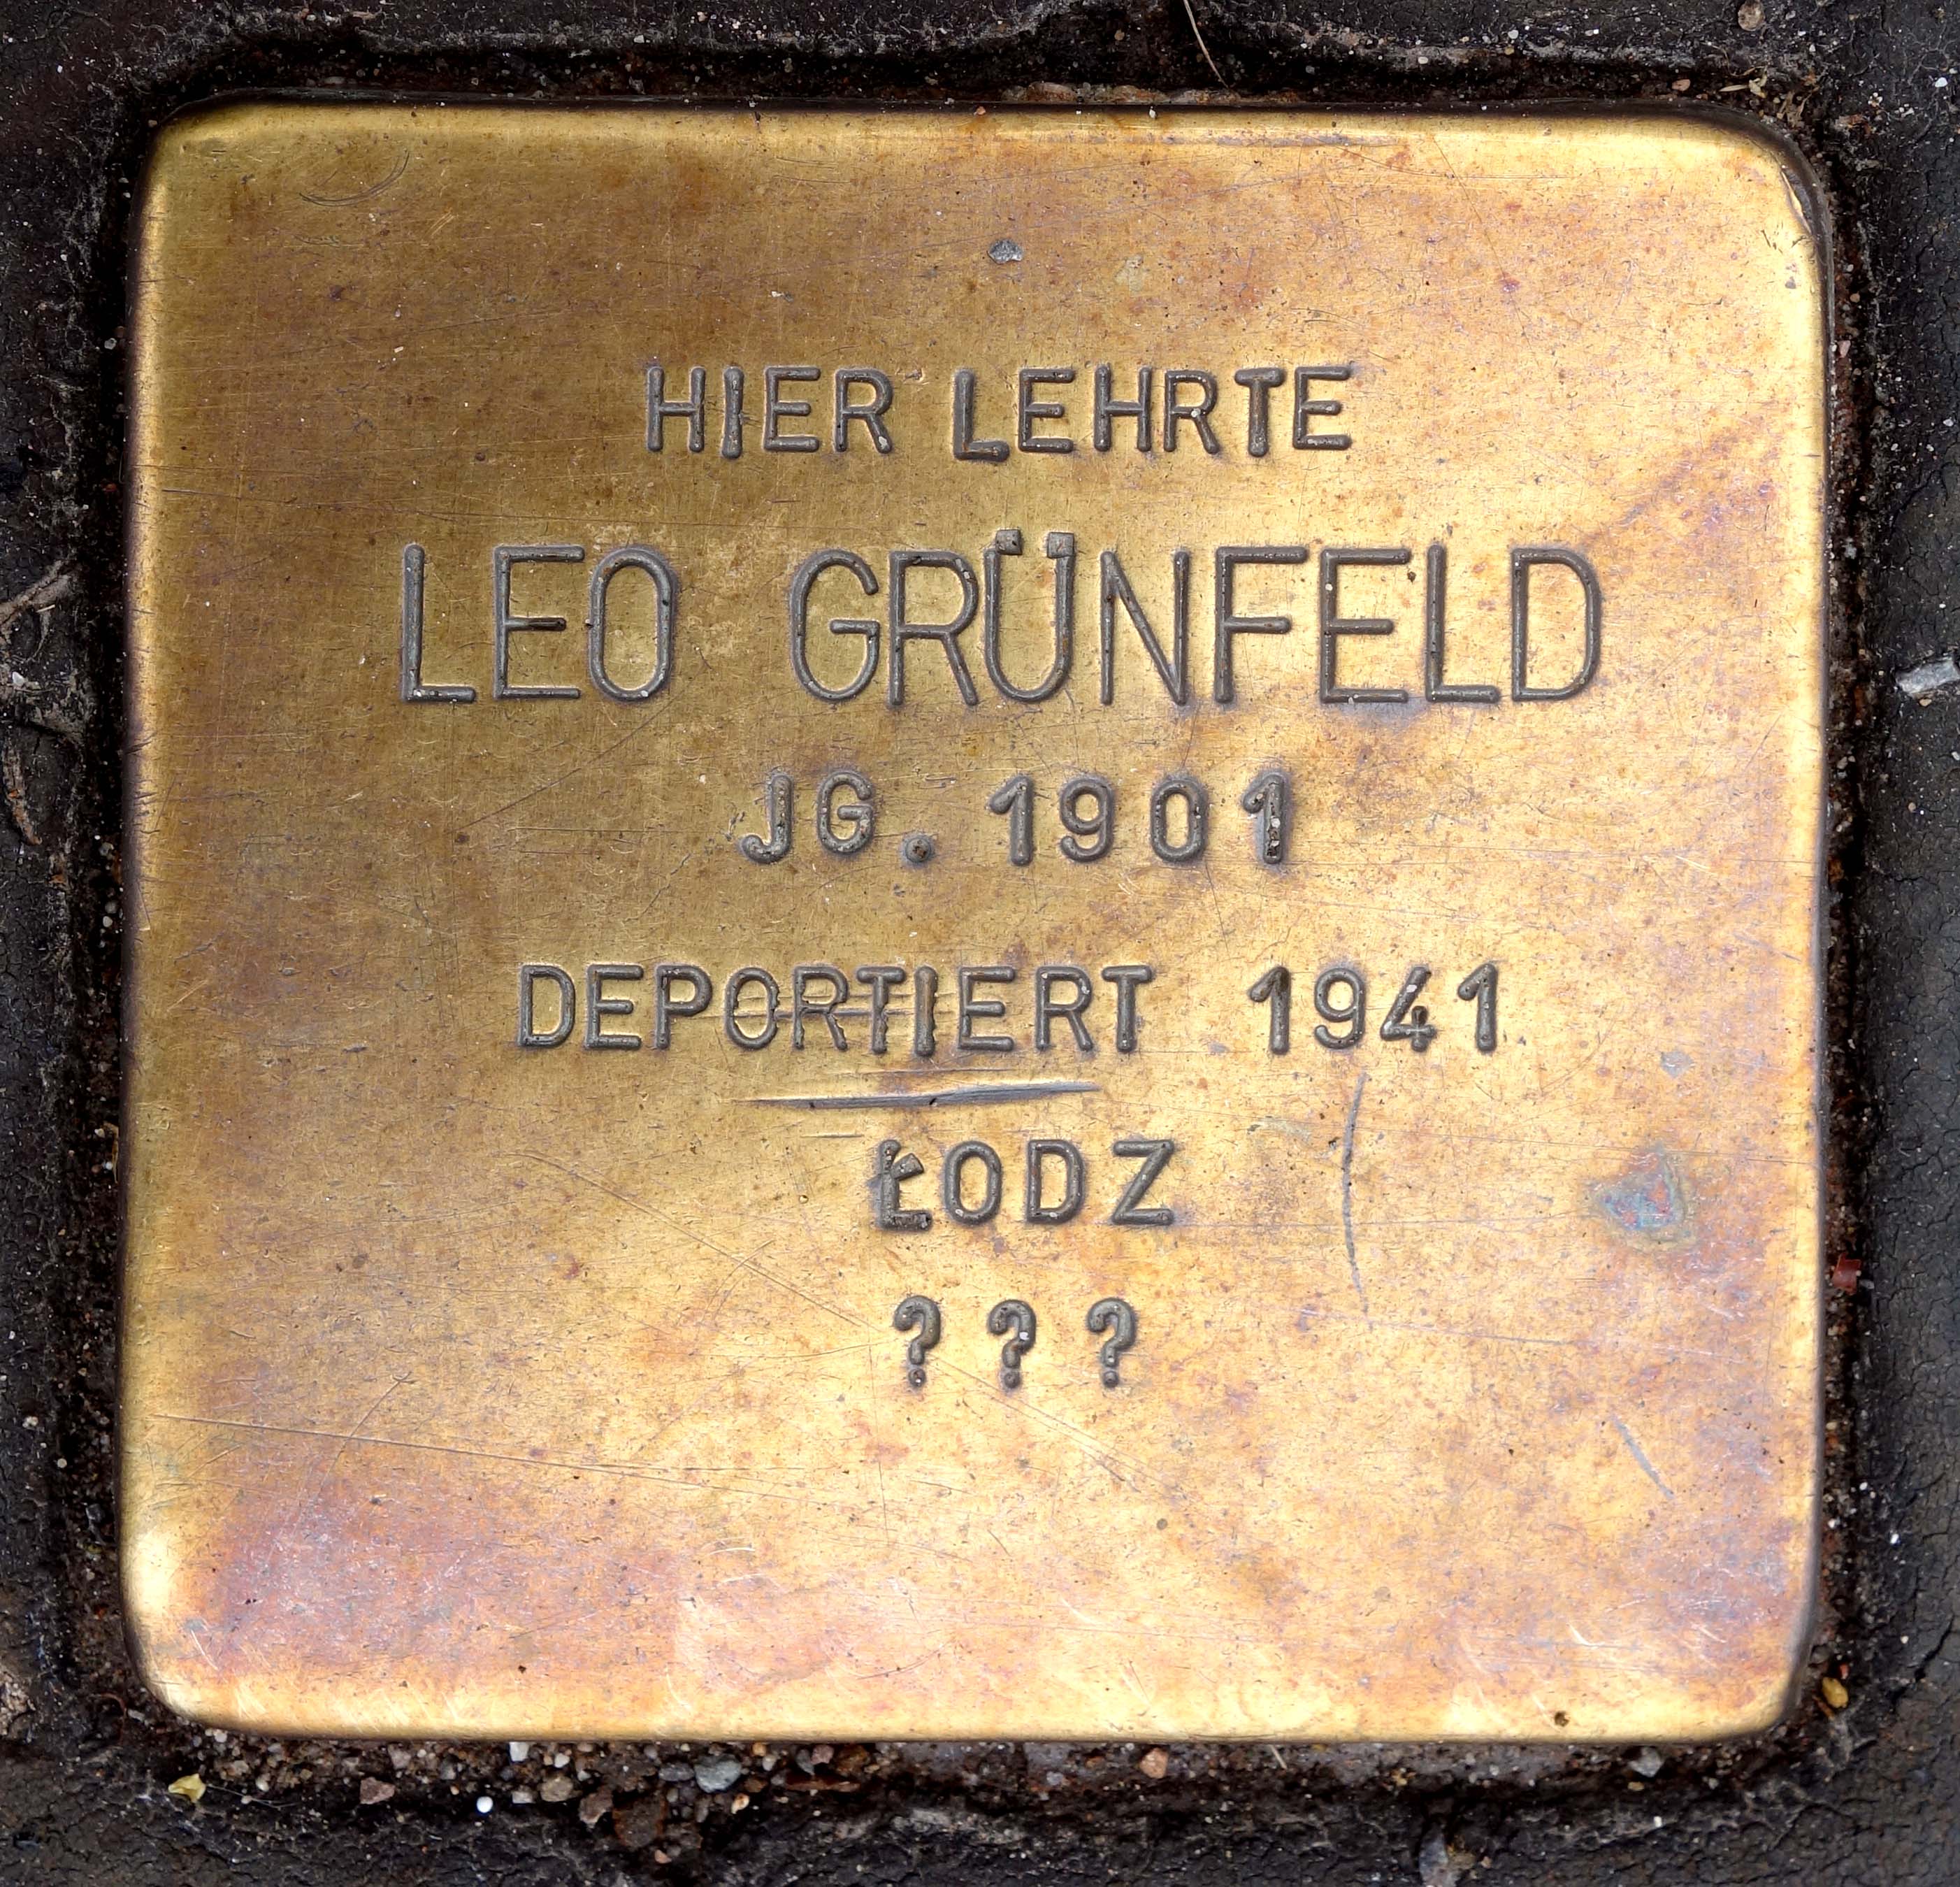 HIER LEHRTE
LEO GRÜNFELD
JG. 1901
DEPORTIERT 1941
ŁODZ
???